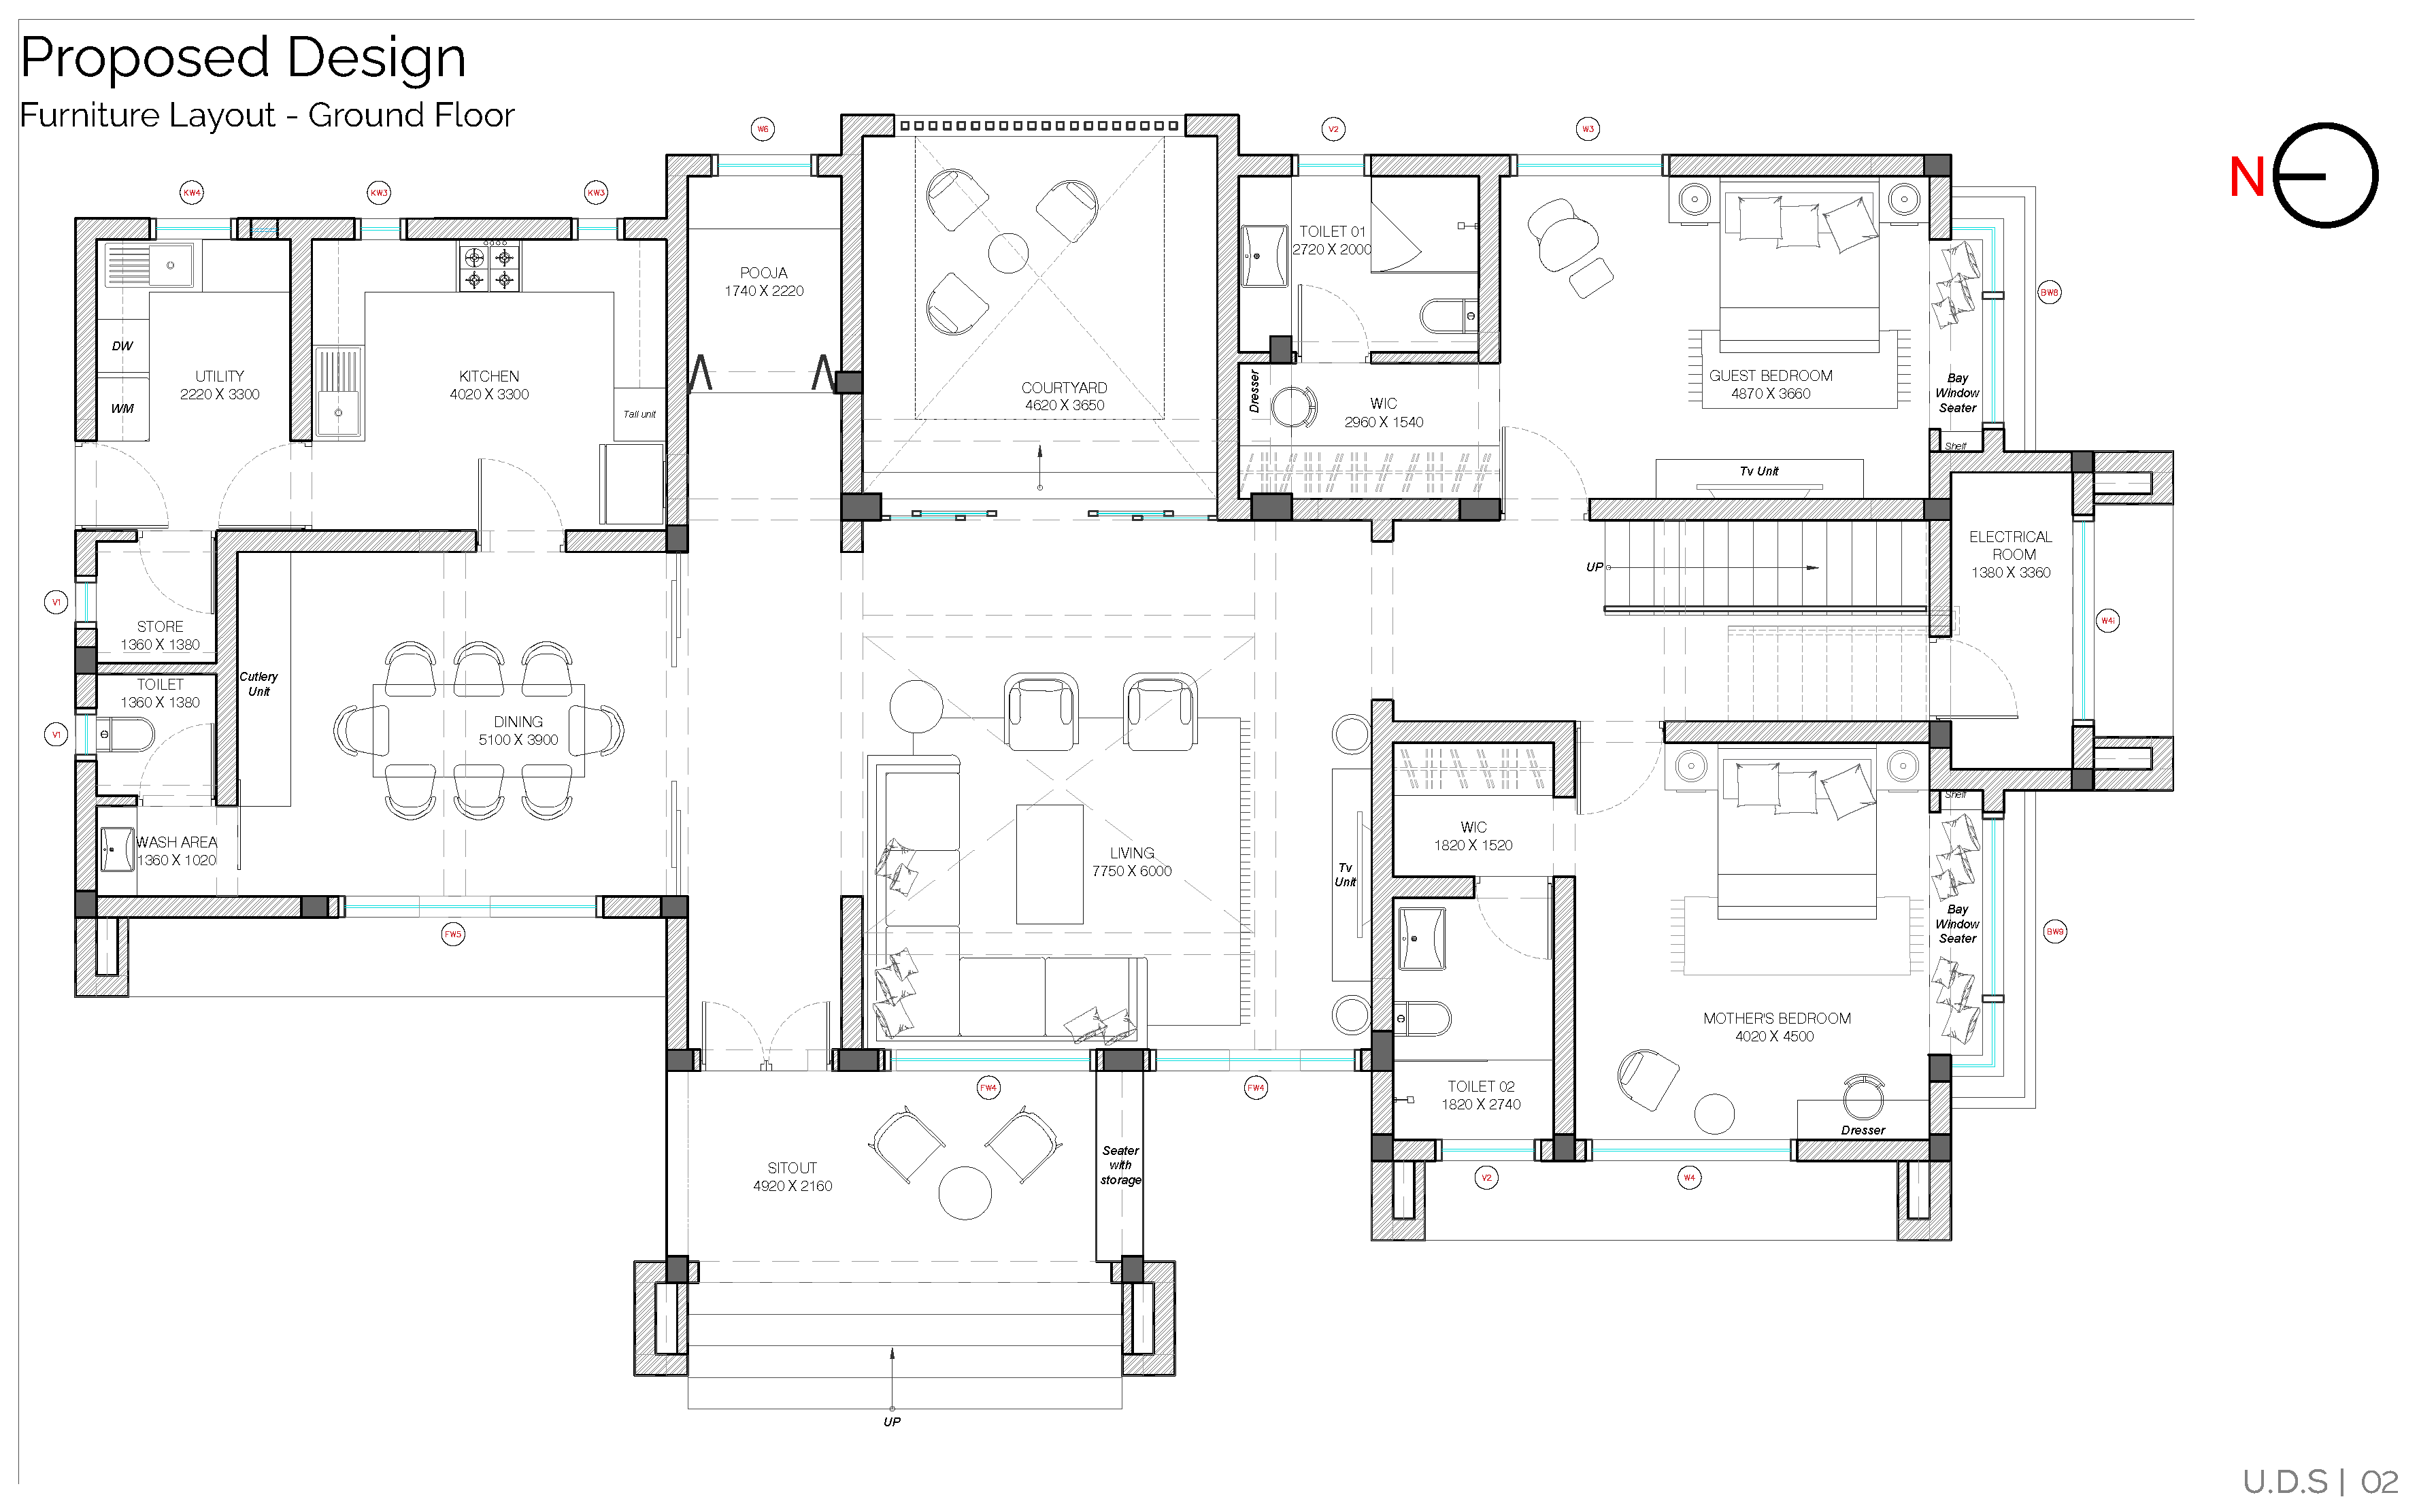 Proposed Design
Furniture Layout - Ground Floor
N
W6
V2
W3
KW4
KW3
KW3
TOILET 01
2720 X 2000
POOJA
1740 X 2220
BW8
DW
UTILITY
2220 X 3300
WM
KITCHEN
4020 X 3300
Tall unit
COURTYARD
4620 X 3650
Dresser
WIC
2960 X 1540
GUEST BEDROOM
4870 X 3660
Bay
Window
Seater
Shelf
Tv Unit
ELECTRICAL
ROOM
1380 X 3360
UP
V1
STORE
1360 X 1380
W4i
TOILET
1360 X 1380
Cutlery
Unit
V1
DINING
5100 X 3900
Shelf
WASH AREA
1360 X 1020
LIVING
7750 X 6000
Tv
Unit
WIC
1820 X 1520
Bay
Window
Seater
FW5
BW9
MOTHER'S BEDROOM
4020 X 4500
FW4
FW4
TOILET 02
1820 X 2740
Dresser
SITOUT
4920 X 2160
Seater
with
storage
V2
W4
UP
U.D.S | 02